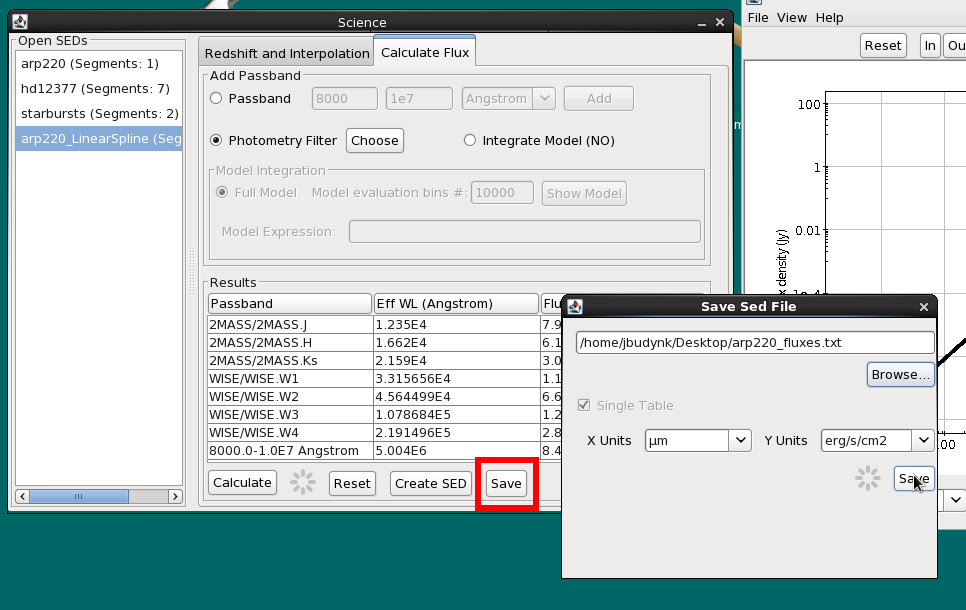 Science
Open SEDs
arp220 (Segments: 1)
hd12377 (Segments: 7)
starbursts (Segments: 2)
arp220_LinearSpline (Seg
Redshift and Interpolation
Calculate Flux
Add Passband
Passband 8000 1e7 Angstrom Add
Photometry Filter Choose Integrate Model (NO)
Model Integration
Full Model Model evaluation bins #: 10000 Show Model
Model Expression:
Results
Passband Eff WL (Angstrom) Flu
2MASS/2MASS.J 1.235E4 7.9
2MASS/2MASS.H 1.662E4 6.1
2MASS/2MASS.Ks 2.159E4 3.0
WISE/WISE.W1 3.315656E4 1.1
WISE/WISE.W2 4.564499E4 6.6
WISE/WISE.W3 1.078684E5 1.2
WISE/WISE.W4 2.191496E5 2.8
8000.0-1.0E7 Angstrom 5.004E6 8.4
Calculate Reset Create SED Save
File View Help
Reset In Ou
100
1
0.01
x density (Jy)
Save Sed File
/home/jbudynk/Desktop/arp220_fluxes.txt
Browse...
Single Table
X Units µm Y Units erg/s/cm2
Save